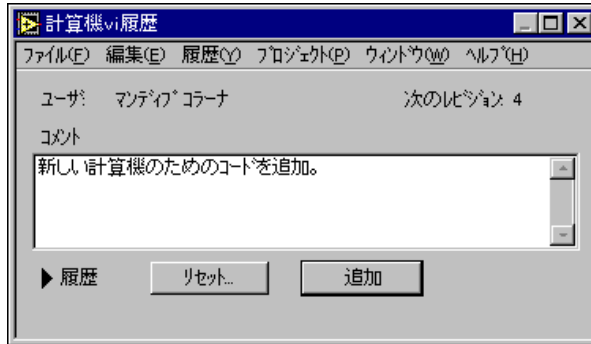 計算機vi履歴
ファイル(F) 編集(E) 履歴(Y) プロジェクト(P) ウィンドウ(W) ヘルプ(H)
ユーザ: マンディプ コラーナ 次のレビジョン: 4
コメント
新しい計算機のためのコードを追加。
履歴 リセット... 追加